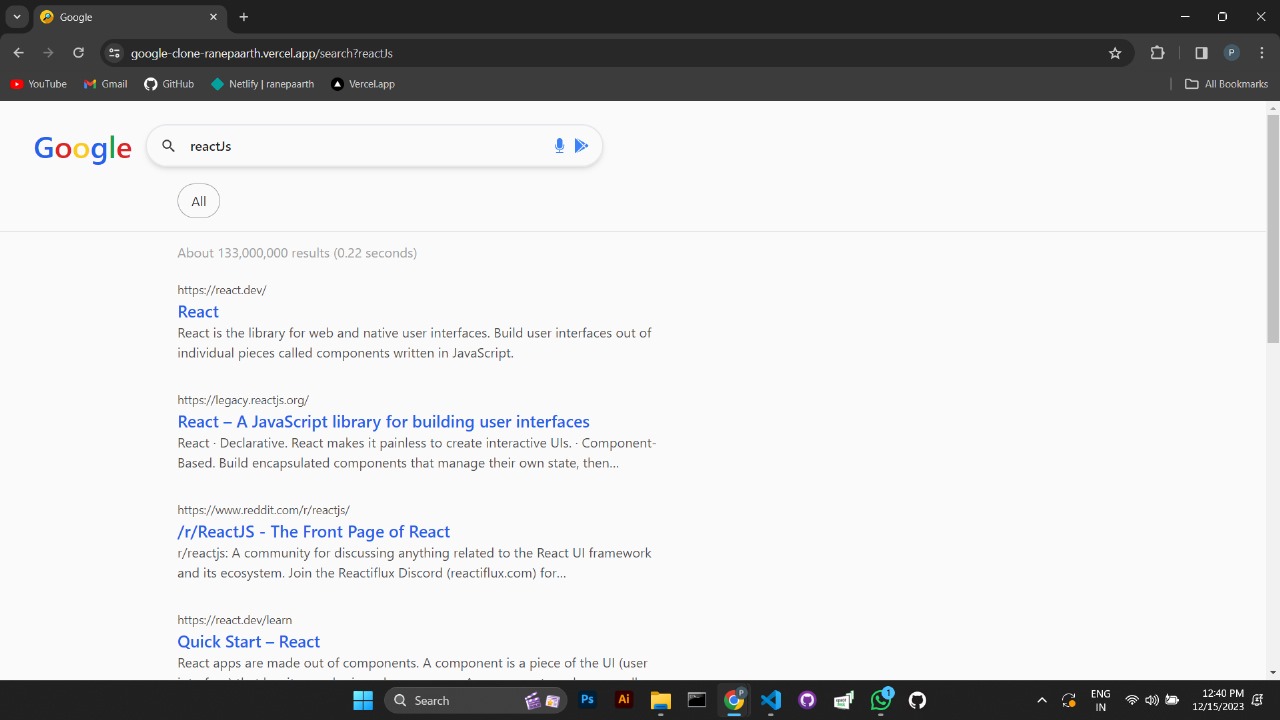 Google
google-clone-ranepaarth.vercel.app/search?reactJs
P
YouTube
Gmail
GitHub
Netlify | ranepaarth
Vercel.app
All Bookmarks
Google
reactJs
All
About 133,000,000 results (0.22 seconds)
https://react.dev/
React
React is the library for web and native user interfaces. Build user interfaces out of
individual pieces called components written in JavaScript.
https://legacy.reactjs.org/
React – A JavaScript library for building user interfaces
React · Declarative. React makes it painless to create interactive UIs. · Component-
Based. Build encapsulated components that manage their own state, then...
https://www.reddit.com/r/reactjs/
/r/ReactJS - The Front Page of React
r/reactjs: A community for discussing anything related to the React UI framework
and its ecosystem. Join the Reactiflux Discord (reactiflux.com) for...
https://react.dev/learn
Quick Start – React
React apps are made out of components. A component is a piece of the UI (user
Search
Ps
Ai
P
1
ENG
IN
12:40 PM
12/15/2023